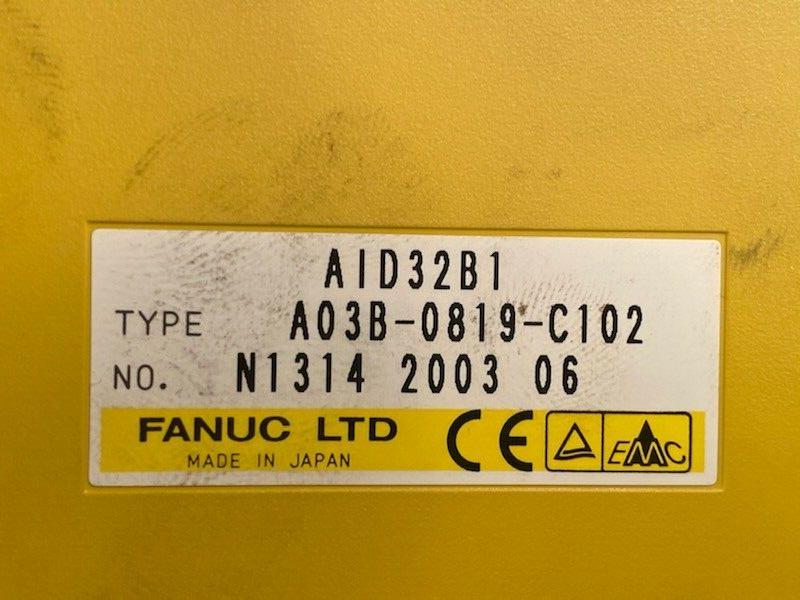 AID32B1
TYPE A03B-0819-C102
NO. N1314 2003 06
FANUC LTD CE EMC
MADE IN JAPAN